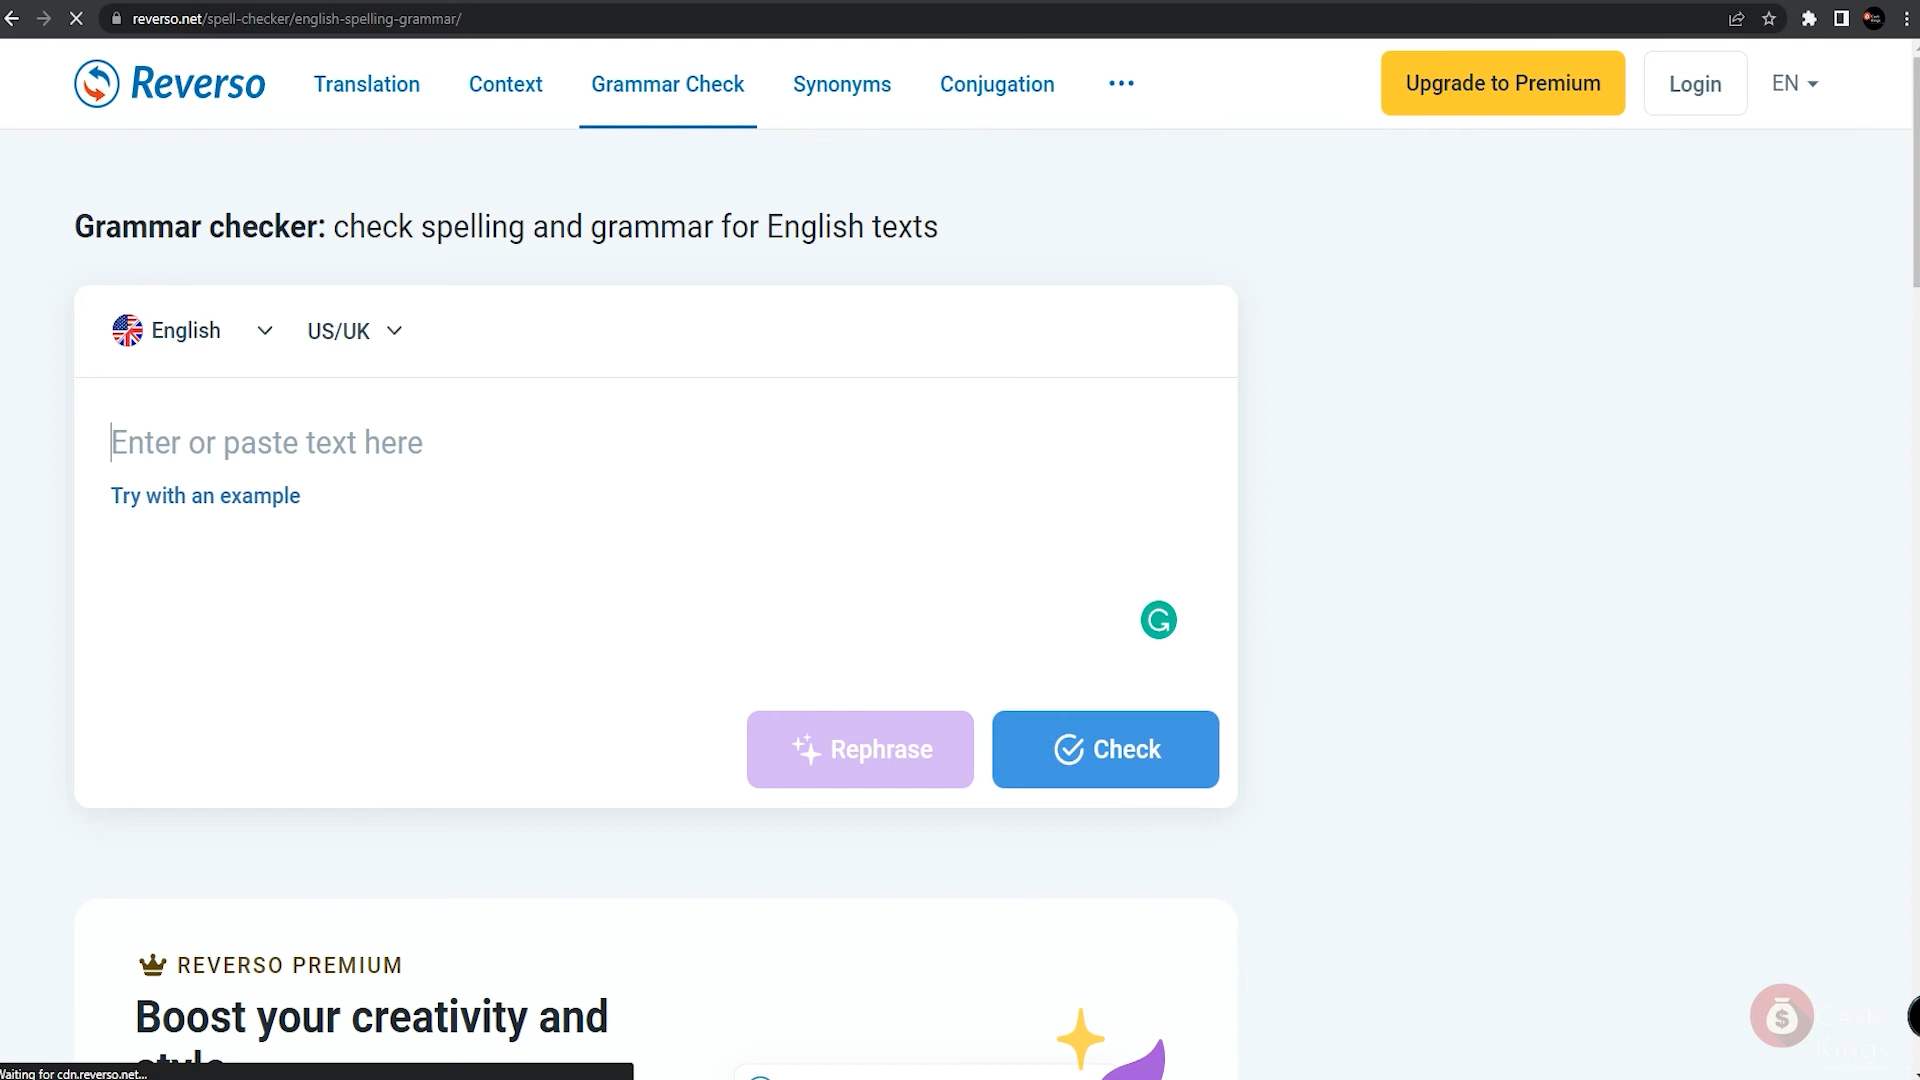 reverso.net/spell-checker/english-spelling-grammar/
Reverso Translation Context Grammar Check Synonyms Conjugation ••• Upgrade to Premium Login EN
Grammar checker: check spelling and grammar for English texts
English US/UK
Enter or paste text here
Try with an example
Rephrase Check
REVERSO PREMIUM
Boost your creativity and
style
Waiting for cdn.reverso.net...